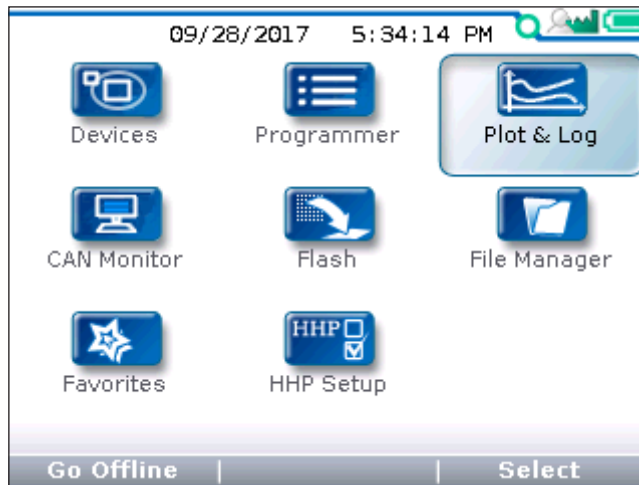 09/28/2017 5:34:14 PM
Devices Programmer Plot & Log
CAN Monitor Flash File Manager
HHP
Favorites HHP Setup
Go Offline | | Select